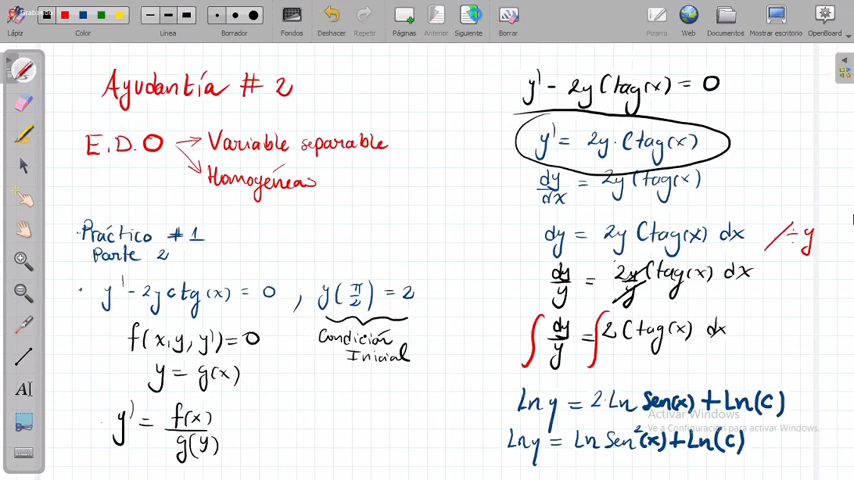 Grabando
Lápiz
Línea
Borrador
Fondos
Deshacer
Repetir
Páginas
Anterior
Siguiente
Borrar
Pizarra
Web
Documentos
Mostrar escritorio
OpenBoard
Ayudantía # 2
E.D.O → Variable separable
→ Homogéneas
Práctico #1
Parte 2
· y' - 2y ctg(x) = 0 , y(π/2) = 2
Condición
Inicial
f(x, y, y') = 0
y = g(x)
y' = f(x)/g(y)
y' - 2y Ctag(x) = 0
y' = 2y · Ctag(x)
dy/dx = 2y Ctag(x)
dy = 2y Ctag(x) dx / ÷ y
dy/y = 2y/y Ctag(x) dx
∫ dy/y = ∫ 2 Ctag(x) dx
Ln y = 2·Ln Sen(x) + Ln(C)
Ln y = Ln Sen²(x) + Ln(C)
Activar Windows
Ve a Configuración para activar Windows.